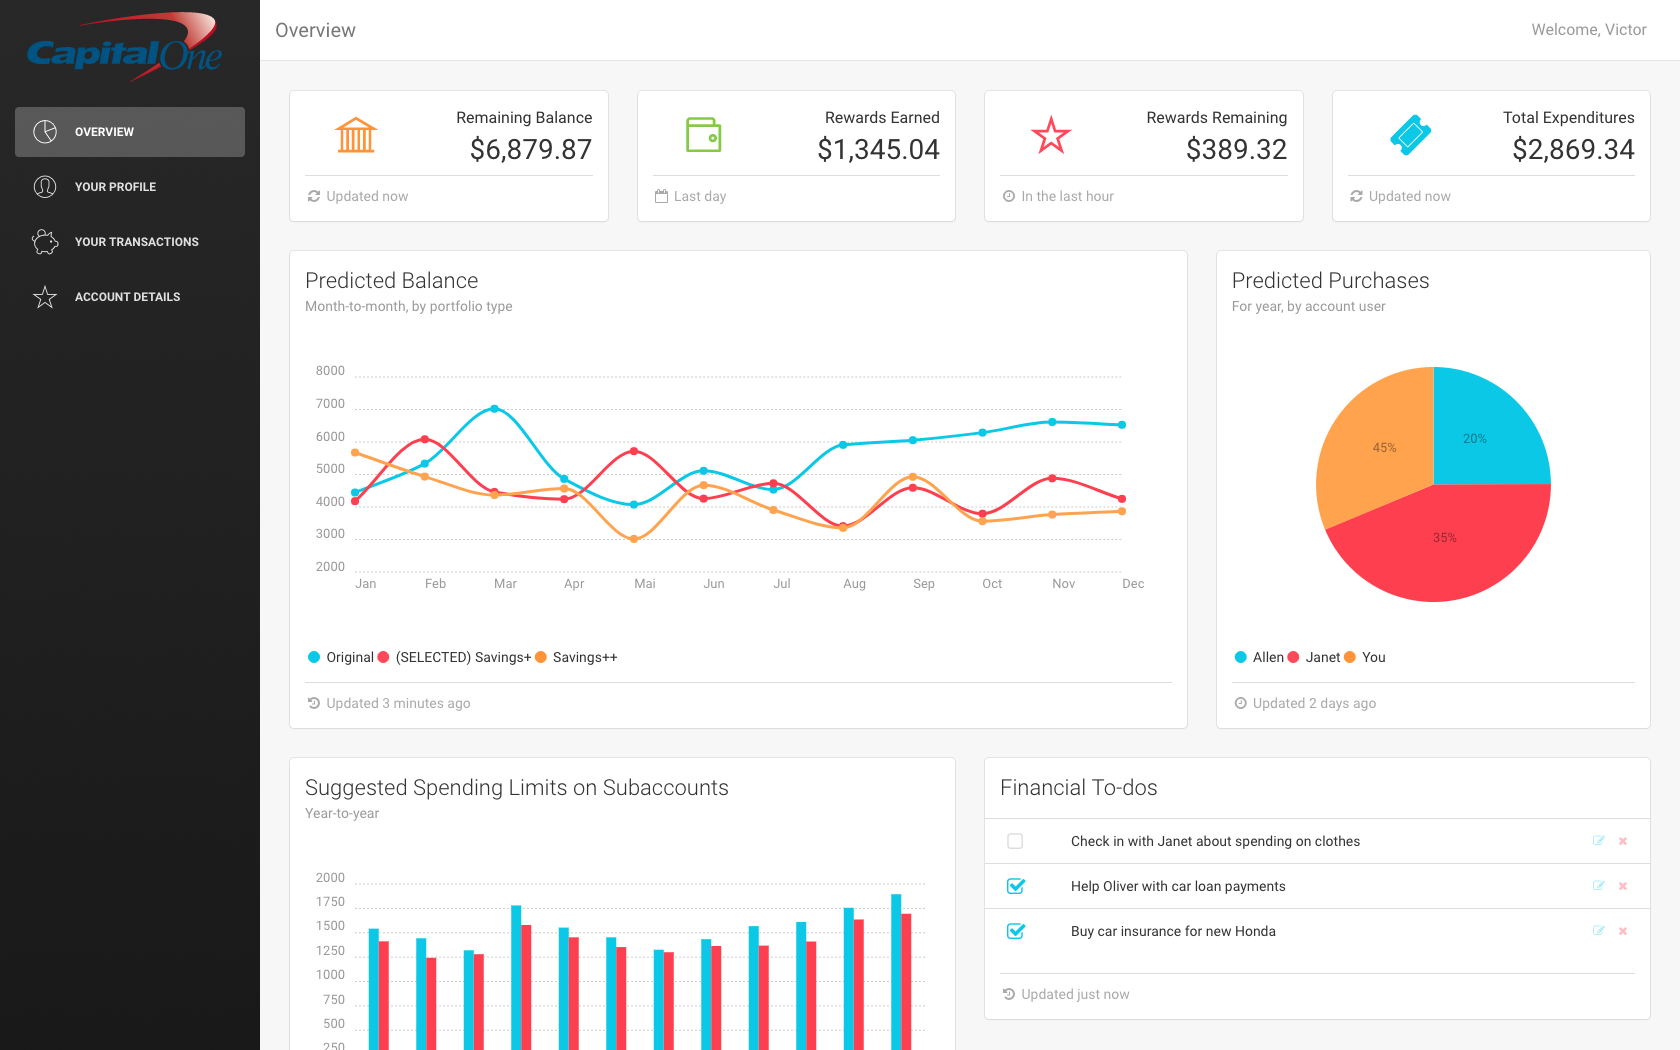 CapitalOne
Overview
Welcome, Victor
OVERVIEW
YOUR PROFILE
YOUR TRANSACTIONS
ACCOUNT DETAILS
Remaining Balance
$6,879.87
Updated now
Rewards Earned
$1,345.04
Last day
Rewards Remaining
$389.32
In the last hour
Total Expenditures
$2,869.34
Updated now
Predicted Balance
Month-to-month, by portfolio type
8000
7000
6000
5000
4000
3000
2000
Jan Feb Mar Apr Mai Jun Jul Aug Sep Oct Nov Dec
Original (SELECTED) Savings+ Savings++
Updated 3 minutes ago
Predicted Purchases
For year, by account user
20%
45%
35%
Allen Janet You
Updated 2 days ago
Suggested Spending Limits on Subaccounts
Year-to-year
2000
1750
1500
1250
1000
750
500
250
Financial To-dos
Check in with Janet about spending on clothes
Help Oliver with car loan payments
Buy car insurance for new Honda
Updated just now